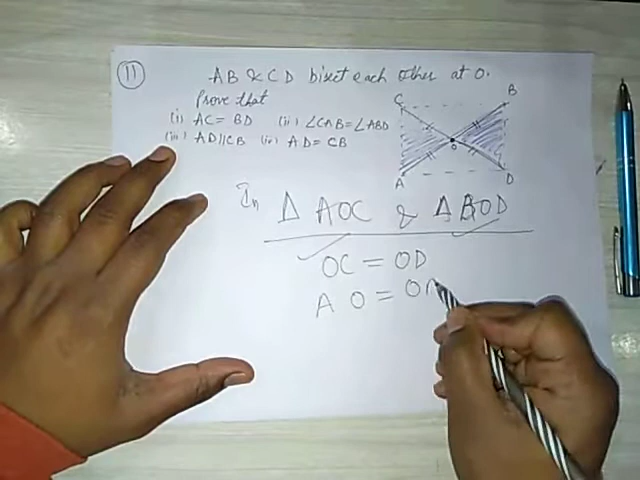 (11) AB & CD bisect each other at O.
Prove that
(i) AC = BD (ii) ∠CAB = ∠ABD
(iii) AD||CB (iv) AD = CB
C
B
O
A
D
In △ AOC & △ BOD
OC = OD
AO = O